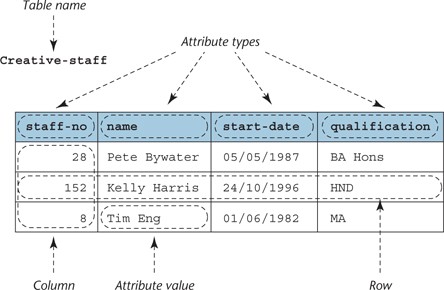 Table name
Creative-staff
Attribute types
staff-no name start-date qualification
28 Pete Bywater 05/05/1987 BA Hons
152 Kelly Harris 24/10/1996 HND
8 Tim Eng 01/06/1982 MA
Column Attribute value Row